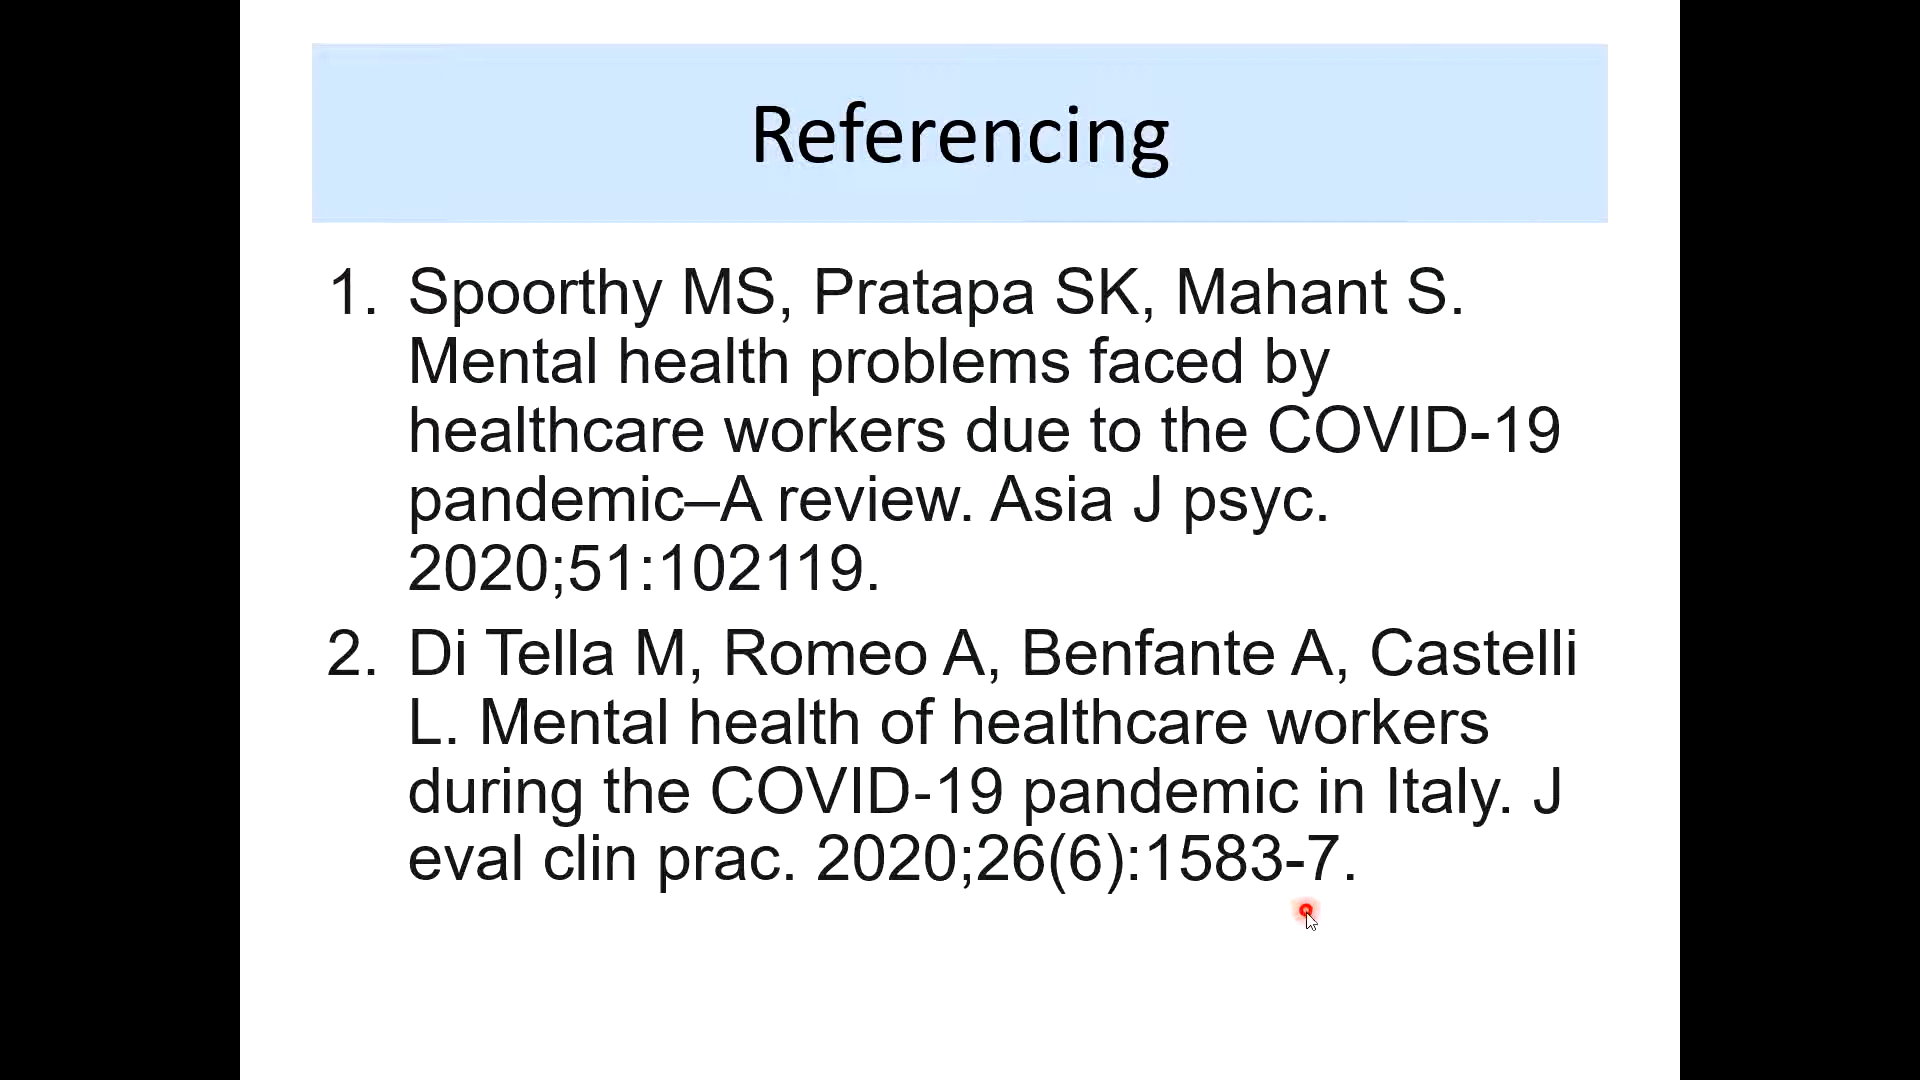 Referencing
1. Spoorthy MS, Pratapa SK, Mahant S.
Mental health problems faced by
healthcare workers due to the COVID-19
pandemic–A review. Asia J psyc.
2020;51:102119.
2. Di Tella M, Romeo A, Benfante A, Castelli
L. Mental health of healthcare workers
during the COVID-19 pandemic in Italy. J
eval clin prac. 2020;26(6):1583-7.